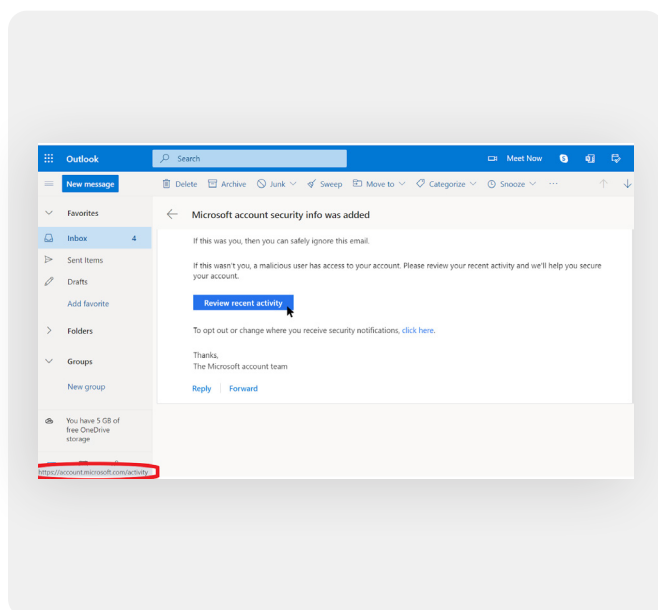 Outlook
Search
Meet Now
New message
Delete Archive Junk Sweep Move to Categorize Snooze ...
Favorites
Inbox 4
Sent Items
Drafts
Add favorite
Folders
Groups
New group
You have 5 GB of
free OneDrive
storage
https://account.microsoft.com/activity
Microsoft account security info was added
If this was you, then you can safely ignore this email.
If this wasn't you, a malicious user has access to your account. Please review your recent activity and we'll help you secure
your account.
Review recent activity
To opt out or change where you receive security notifications, click here.
Thanks,
The Microsoft account team
Reply Forward